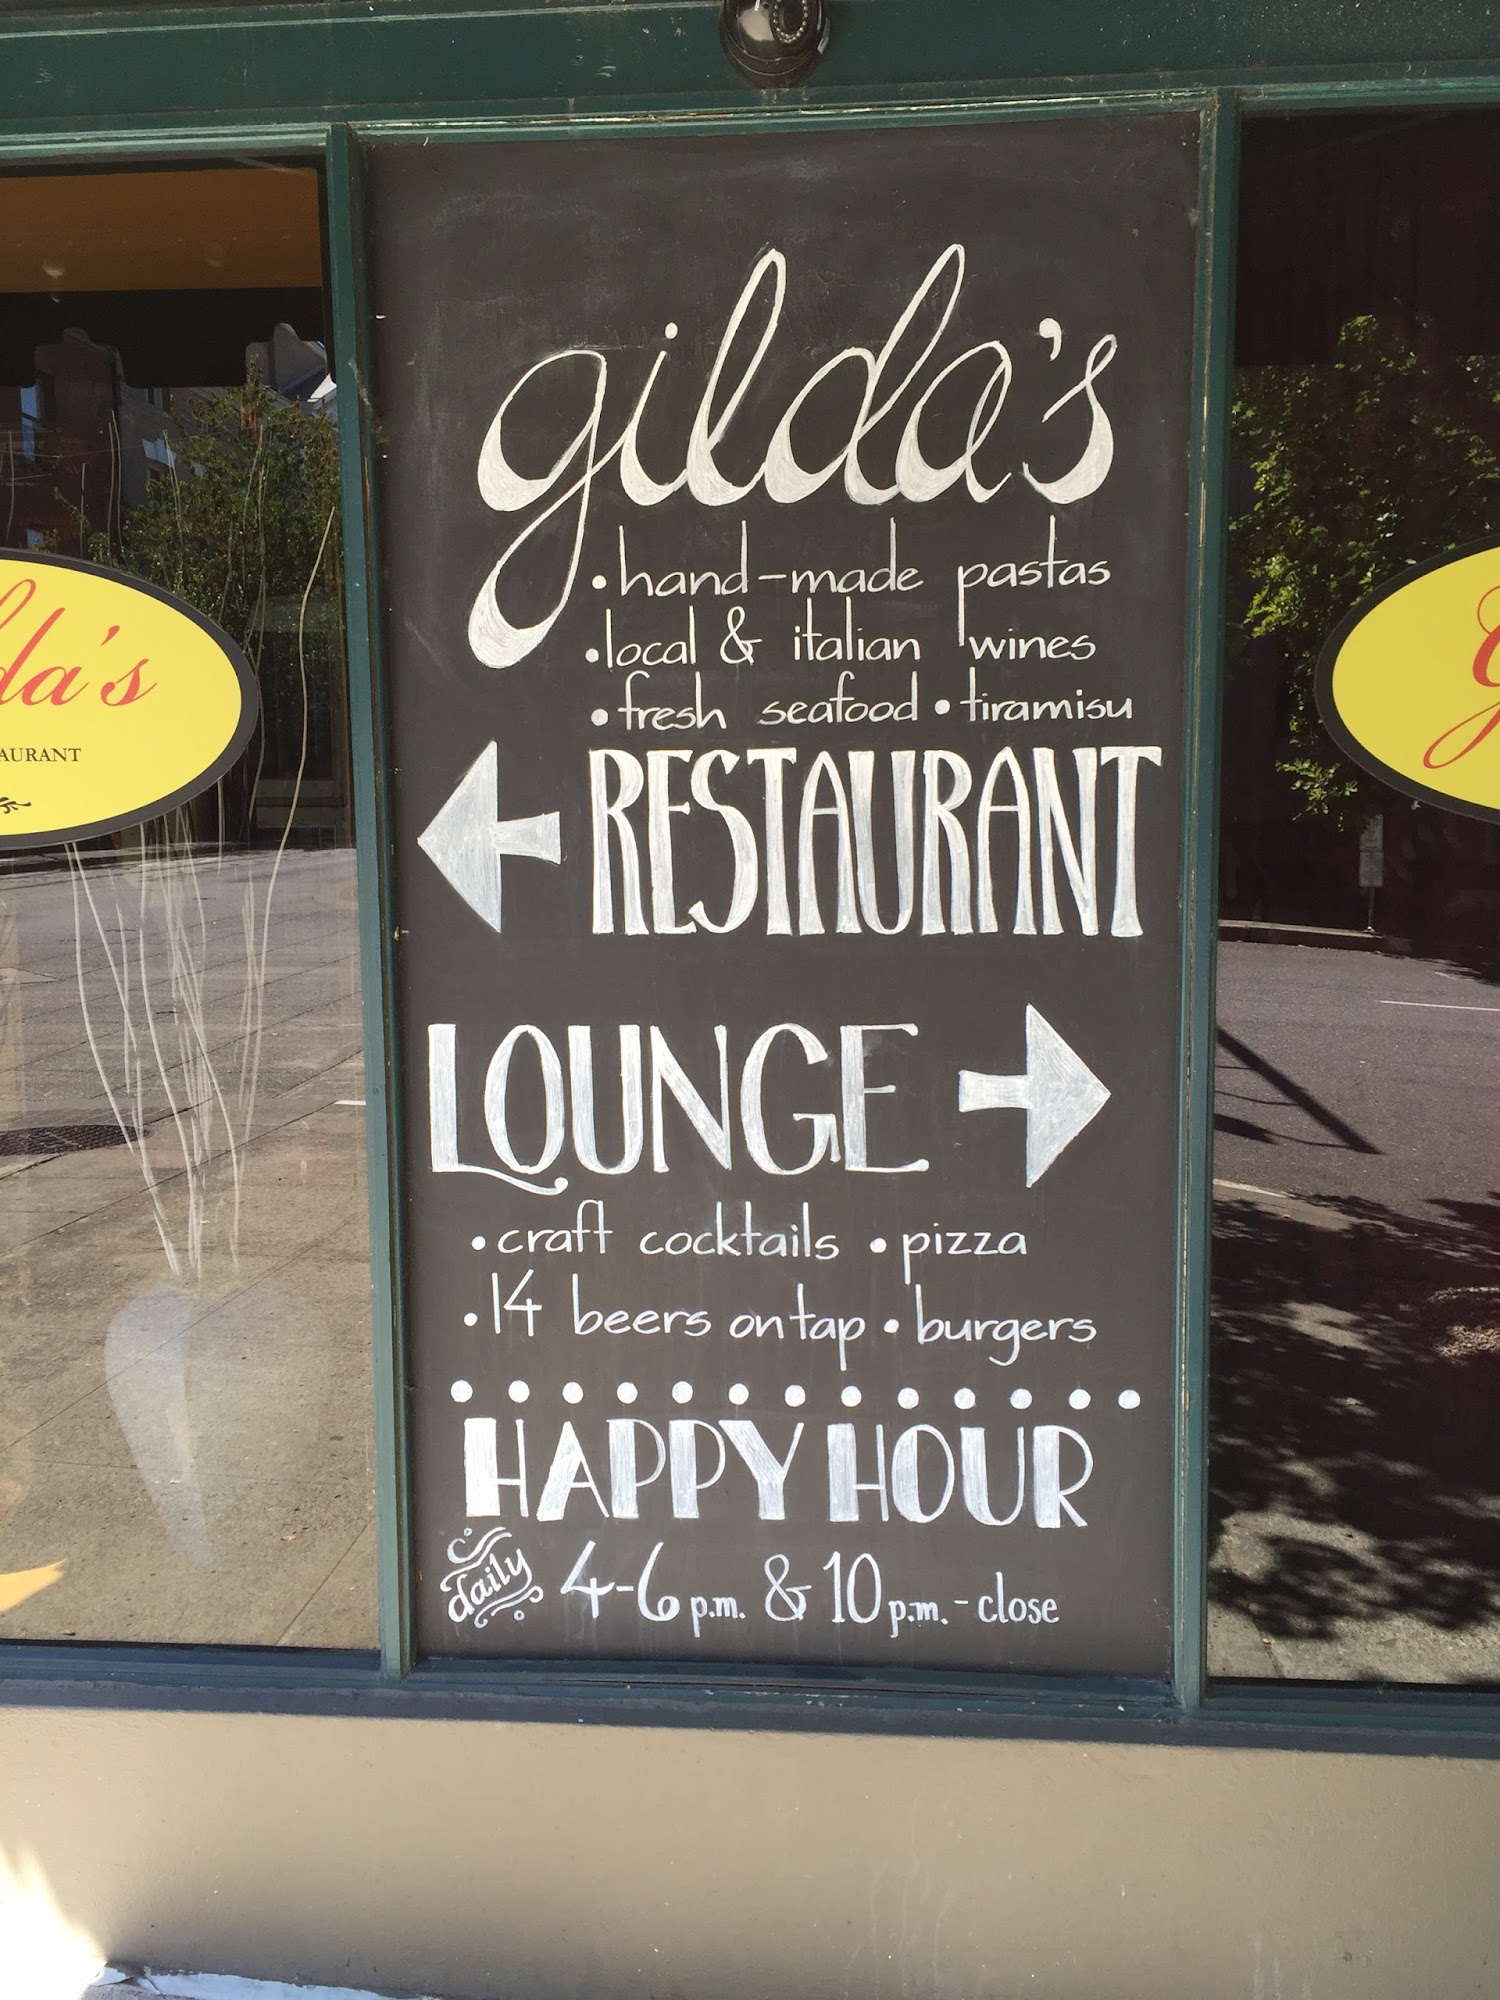 gilda's
• hand-made pastas
• local & italian wines
• fresh seafood • tiramisu
RESTAURANT
LOUNGE
• craft cocktails • pizza
• 14 beers on tap • burgers
HAPPY HOUR
daily 4-6 p.m. & 10 p.m. - close
da's
AURANT
g